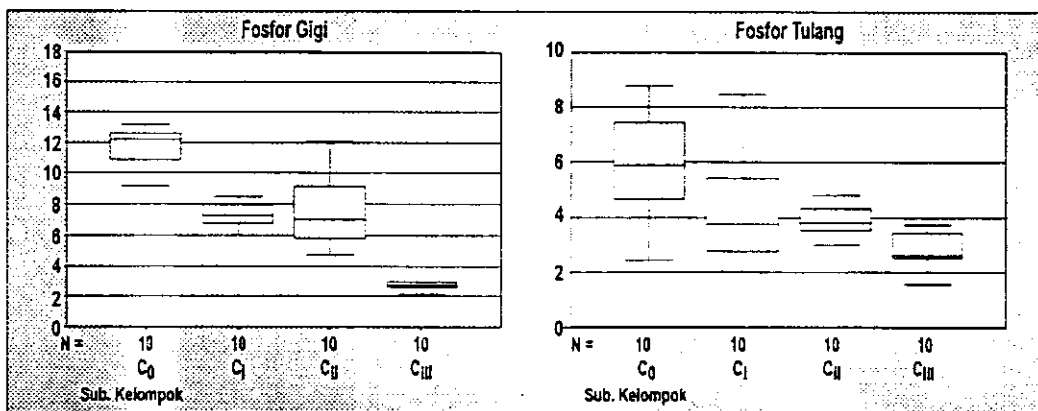 Fosfor Gigi
18
16
14
12
10
8
6
4
2
0
N = 10 10 10 10
C0 CI CII CIII
Sub. Kelompok
Fosfor Tulang
10
8
6
4
2
0
N = 10 10 10 10
C0 CI CII CIII
Sub. Kelompok